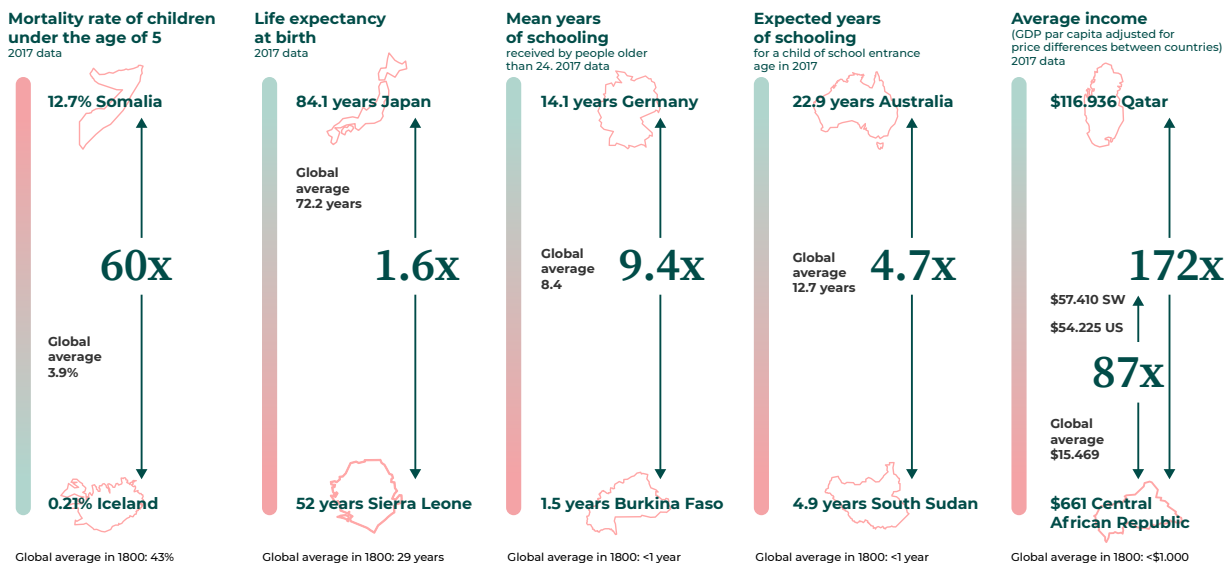 Mortality rate of children
under the age of 5
2017 data
12.7% Somalia
60x
Global
average
3.9%
0.21% Iceland
Global average in 1800: 43%
Life expectancy
at birth
2017 data
84.1 years Japan
Global
average
72.2 years
1.6x
52 years Sierra Leone
Global average in 1800: 29 years
Mean years
of schooling
received by people older
than 24. 2017 data
14.1 years Germany
Global
average
8.4
9.4x
1.5 years Burkina Faso
Global average in 1800: <1 year
Expected years
of schooling
for a child of school entrance
age in 2017
22.9 years Australia
Global
average
12.7 years
4.7x
4.9 years South Sudan
Global average in 1800: <1 year
Average income
(GDP par capita adjusted for
price differences between countries)
2017 data
$116.936 Qatar
172x
$57.410 SW
$54.225 US
87x
Global
average
$15.469
$661 Central
African Republic
Global average in 1800: <$1.000